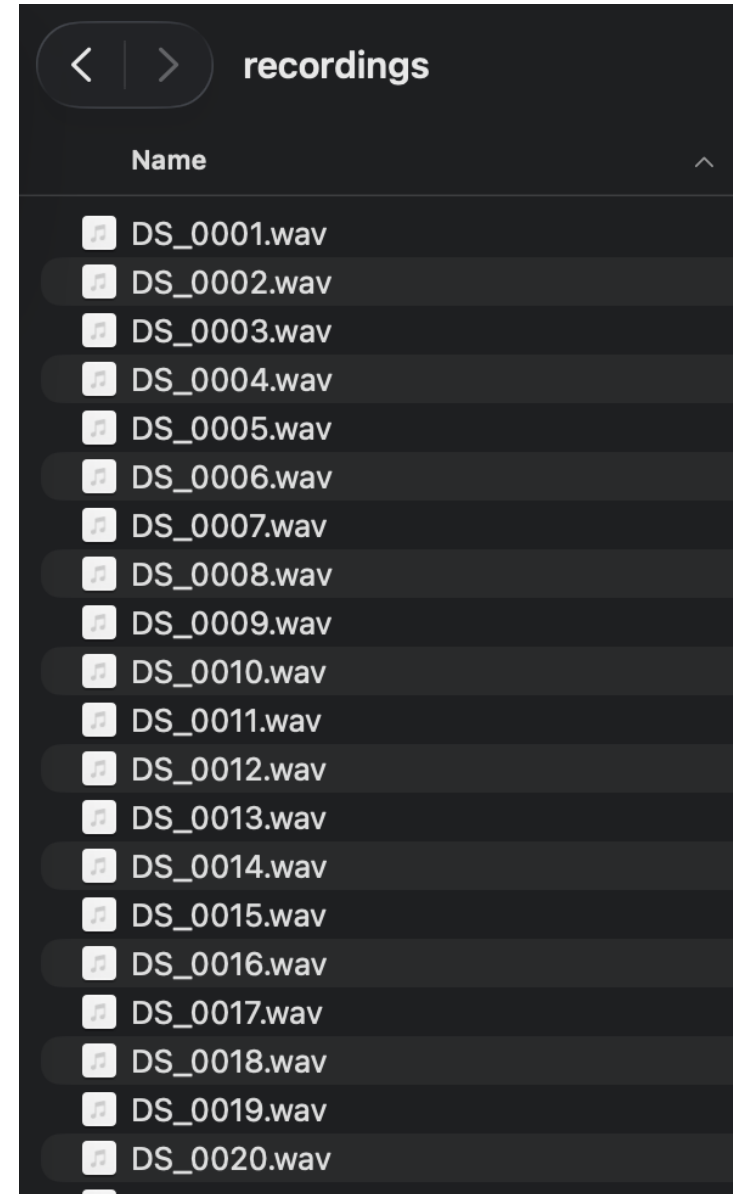 recordings
Name
DS_0001.wav
DS_0002.wav
DS_0003.wav
DS_0004.wav
DS_0005.wav
DS_0006.wav
DS_0007.wav
DS_0008.wav
DS_0009.wav
DS_0010.wav
DS_0011.wav
DS_0012.wav
DS_0013.wav
DS_0014.wav
DS_0015.wav
DS_0016.wav
DS_0017.wav
DS_0018.wav
DS_0019.wav
DS_0020.wav